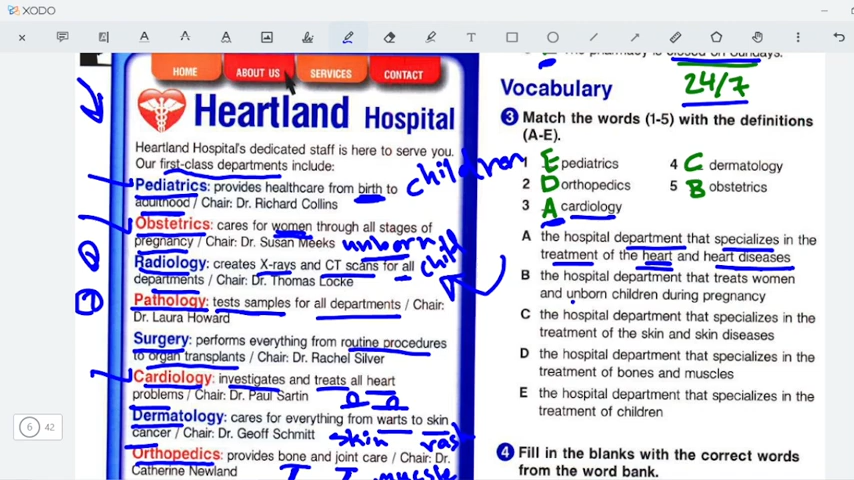 XODO
HOME
ABOUT US
SERVICES
CONTACT
Heartland Hospital
Heartland Hospital's dedicated staff is here to serve you.
Our first-class departments include:
Pediatrics: provides healthcare from birth to
adulthood / Chair: Dr. Richard Collins
children
Obstetrics: cares for women through all stages of
pregnancy / Chair: Dr. Susan Meeks
unborn
child
Radiology: creates X-rays and CT scans for all
departments / Chair: Dr. Thomas Locke
Pathology: tests samples for all departments / Chair:
Dr. Laura Howard
Surgery: performs everything from routine procedures
to organ transplants / Chair: Dr. Rachel Silver
Cardiology: investigates and treats all heart
problems / Chair: Dr. Paul Sartin
Dermatology: cares for everything from warts to skin
cancer / Chair: Dr. Geoff Schmitt
skin rash
Orthopedics: provides bone and joint care / Chair: Dr.
Catherine Newland
6 42
pharmacy is closed on Sundays.
24/7
Vocabulary
3 Match the words (1-5) with the definitions
(A-E).
1 E pediatrics
2 D orthopedics
3 A cardiology
4 C dermatology
5 B obstetrics
A the hospital department that specializes in the
treatment of the heart and heart diseases
B the hospital department that treats women
and unborn children during pregnancy
C the hospital department that specializes in the
treatment of the skin and skin diseases
D the hospital department that specializes in the
treatment of bones and muscles
E the hospital department that specializes in the
treatment of children
4 Fill in the blanks with the correct words
from the word bank.